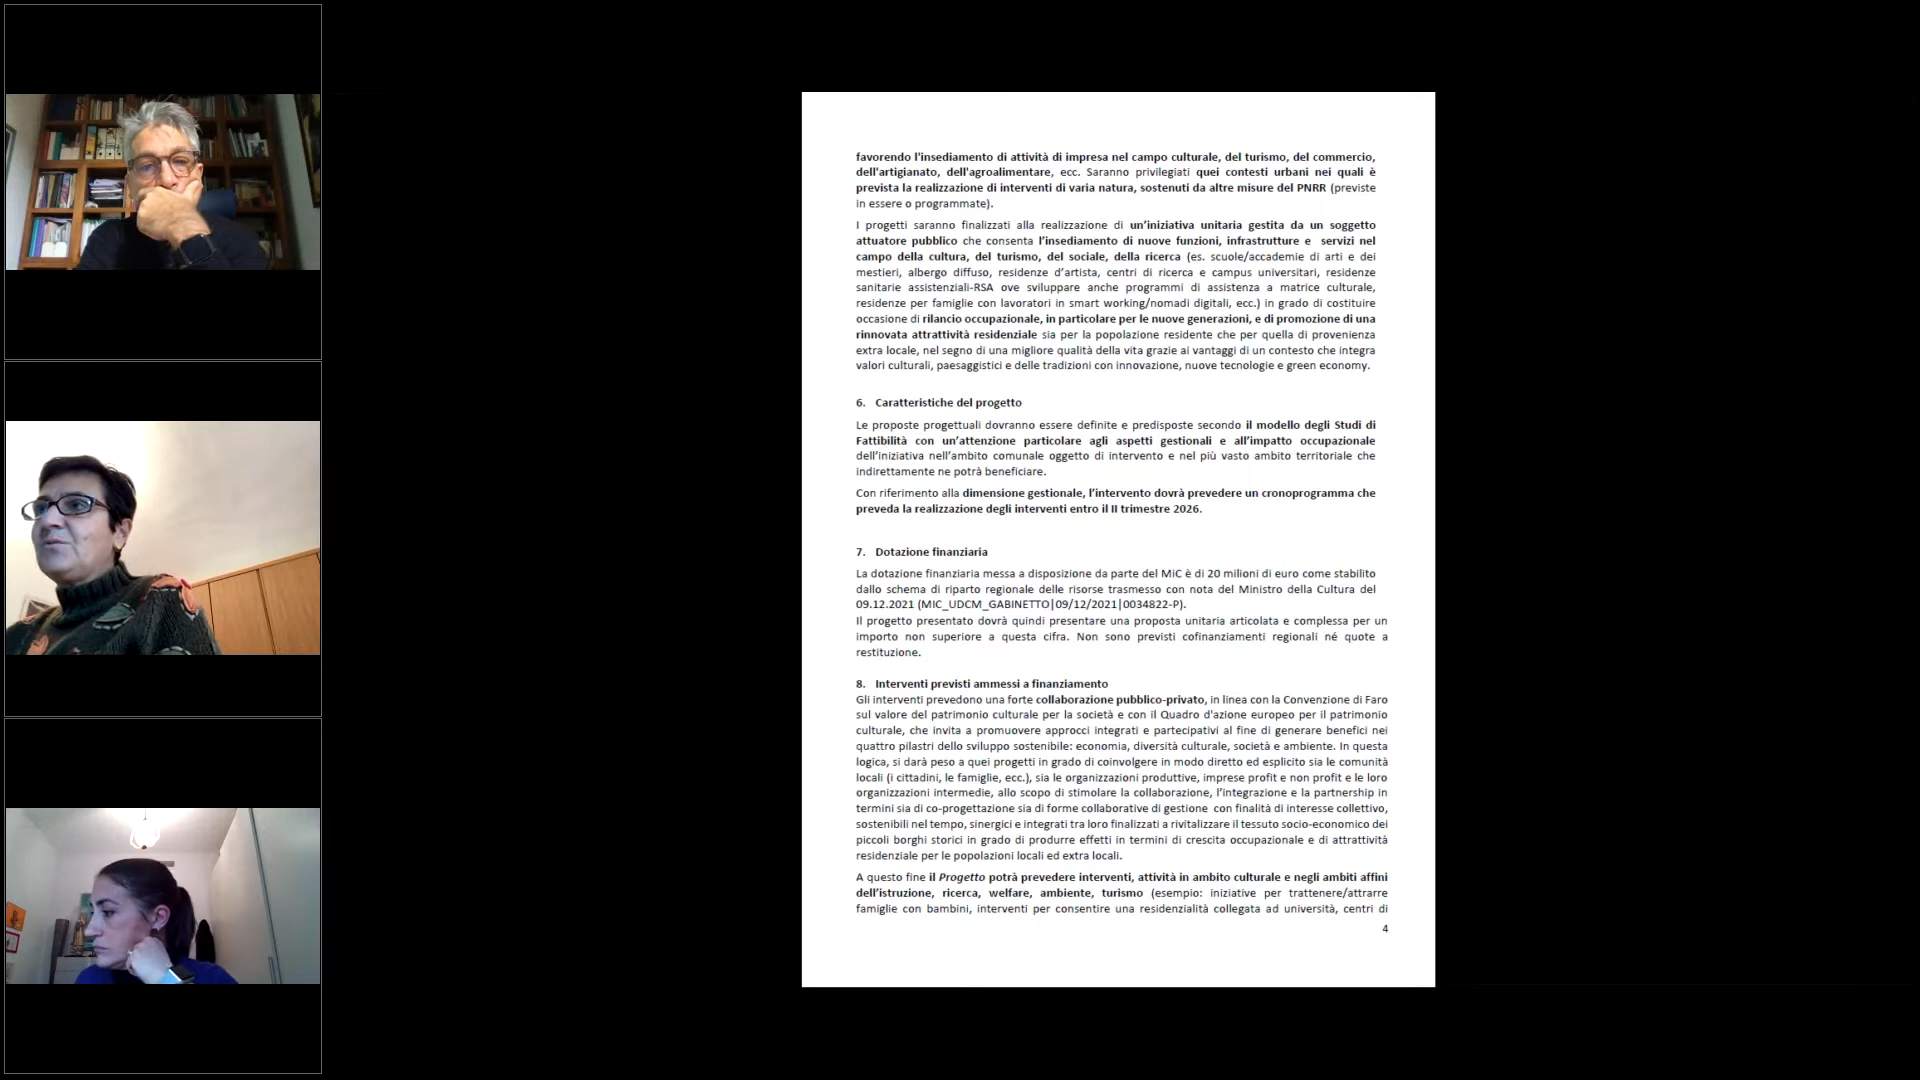 favorendo l'insediamento di attività di impresa nel campo culturale, del turismo, del commercio,
dell'artigianato, dell'agroalimentare, ecc. Saranno privilegiati quei contesti urbani nei quali è
prevista la realizzazione di interventi di varia natura, sostenuti da altre misure del PNRR (previste
in essere o programmate).
I progetti saranno finalizzati alla realizzazione di un'iniziativa unitaria gestita da un soggetto
attuatore pubblico che consenta l'insediamento di nuove funzioni, infrastrutture e servizi nel
campo della cultura, del turismo, del sociale, della ricerca (es. scuole/accademie di arti e dei
mestieri, albergo diffuso, residenze d'artista, centri di ricerca e campus universitari, residenze
sanitarie assistenziali-RSA ove sviluppare anche programmi di assistenza a matrice culturale,
residenze per famiglie con lavoratori in smart working/nomadi digitali, ecc.) in grado di costituire
occasione di rilancio occupazionale, in particolare per le nuove generazioni, e di promozione di una
rinnovata attrattività residenziale sia per la popolazione residente che per quella di provenienza
extra locale, nel segno di una migliore qualità della vita grazie ai vantaggi di un contesto che integra
valori culturali, paesaggistici e delle tradizioni con innovazione, nuove tecnologie e green economy.
6. Caratteristiche del progetto
Le proposte progettuali dovranno essere definite e predisposte secondo il modello degli Studi di
Fattibilità con un'attenzione particolare agli aspetti gestionali e all'impatto occupazionale
dell'iniziativa nell'ambito comunale oggetto di intervento e nel più vasto ambito territoriale che
indirettamente ne potrà beneficiare.
Con riferimento alla dimensione gestionale, l'intervento dovrà prevedere un cronoprogramma che
preveda la realizzazione degli interventi entro il II trimestre 2026.
7. Dotazione finanziaria
La dotazione finanziaria messa a disposizione da parte del MiC è di 20 milioni di euro come stabilito
dallo schema di riparto regionale delle risorse trasmesso con nota del Ministro della Cultura del
09.12.2021 (MIC_UDCM_GABINETTO|09/12/2021|0034822-P).
Il progetto presentato dovrà quindi presentare una proposta unitaria articolata e complessa per un
importo non superiore a questa cifra. Non sono previsti cofinanziamenti regionali né quote a
restituzione.
8. Interventi previsti ammessi a finanziamento
Gli interventi prevedono una forte collaborazione pubblico-privato, in linea con la Convenzione di Faro
sul valore del patrimonio culturale per la società e con il Quadro d'azione europeo per il patrimonio
culturale, che invita a promuovere approcci integrati e partecipativi al fine di generare benefici nei
quattro pilastri dello sviluppo sostenibile: economia, diversità culturale, società e ambiente. In questa
logica, si darà peso a quei progetti in grado di coinvolgere in modo diretto ed esplicito sia le comunità
locali (i cittadini, le famiglie, ecc.), sia le organizzazioni produttive, imprese profit e non profit e le loro
organizzazioni intermedie, allo scopo di stimolare la collaborazione, l'integrazione e la partnership in
termini sia di co-progettazione sia di forme collaborative di gestione con finalità di interesse collettivo,
sostenibili nel tempo, sinergici e integrati tra loro finalizzati a rivitalizzare il tessuto socio-economico dei
piccoli borghi storici in grado di produrre effetti in termini di crescita occupazionale e di attrattività
residenziale per le popolazioni locali ed extra locali.
A questo fine il Progetto potrà prevedere interventi, attività in ambito culturale e negli ambiti affini
dell'istruzione, ricerca, welfare, ambiente, turismo (esempio: iniziative per trattenere/attrarre
famiglie con bambini, interventi per consentire una residenzialità collegata ad università, centri di
4